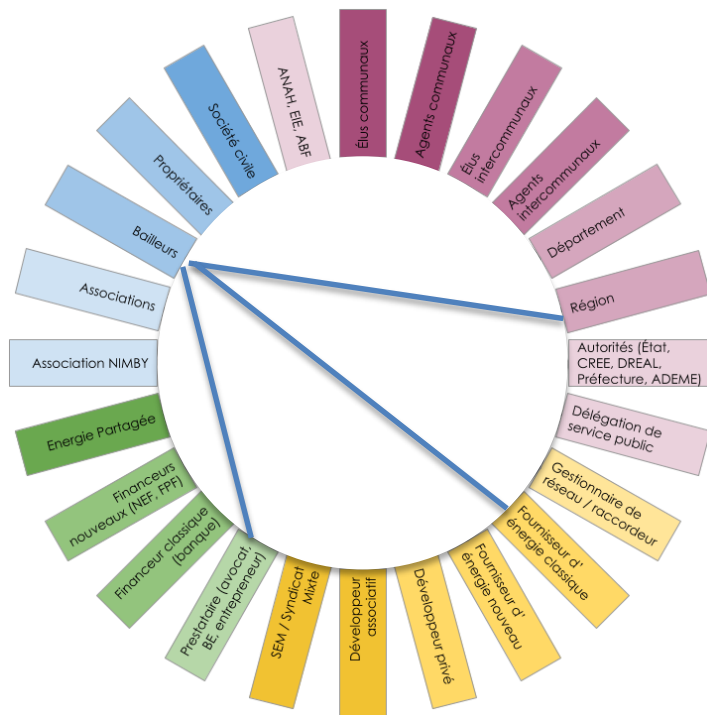 Élus communaux
Agents communaux
Élus
intercommunaux
Agents
intercommunaux
Département
Région
Autorités (État,
CREE, DREAL,
Préfecture, ADEME)
Délégation de
service public
Gestionnaire de
réseau / raccordeur
Fournisseur d'
énergie classique
Fournisseur d'
énergie nouveau
Développeur privé
Développeur
associatif
SEM / Syndicat
Mixte
Prestataire (avocat,
BE, entrepreneur)
Financeur classique
(banque)
Financeurs
nouveaux (NEF, FPF)
Energie Partagée
Association NIMBY
Associations
Bailleurs
Propriétaires
Société civile
ANAH, EIE, ABF